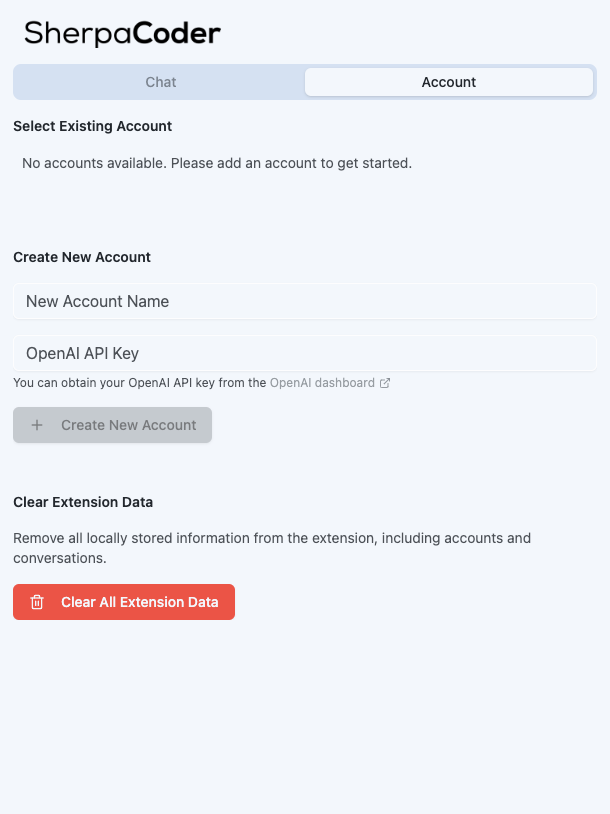 SherpaCoder
Chat
Account
Select Existing Account
No accounts available. Please add an account to get started.
Create New Account
New Account Name
OpenAI API Key
You can obtain your OpenAI API key from the OpenAI dashboard
Create New Account
Clear Extension Data
Remove all locally stored information from the extension, including accounts and
conversations.
Clear All Extension Data